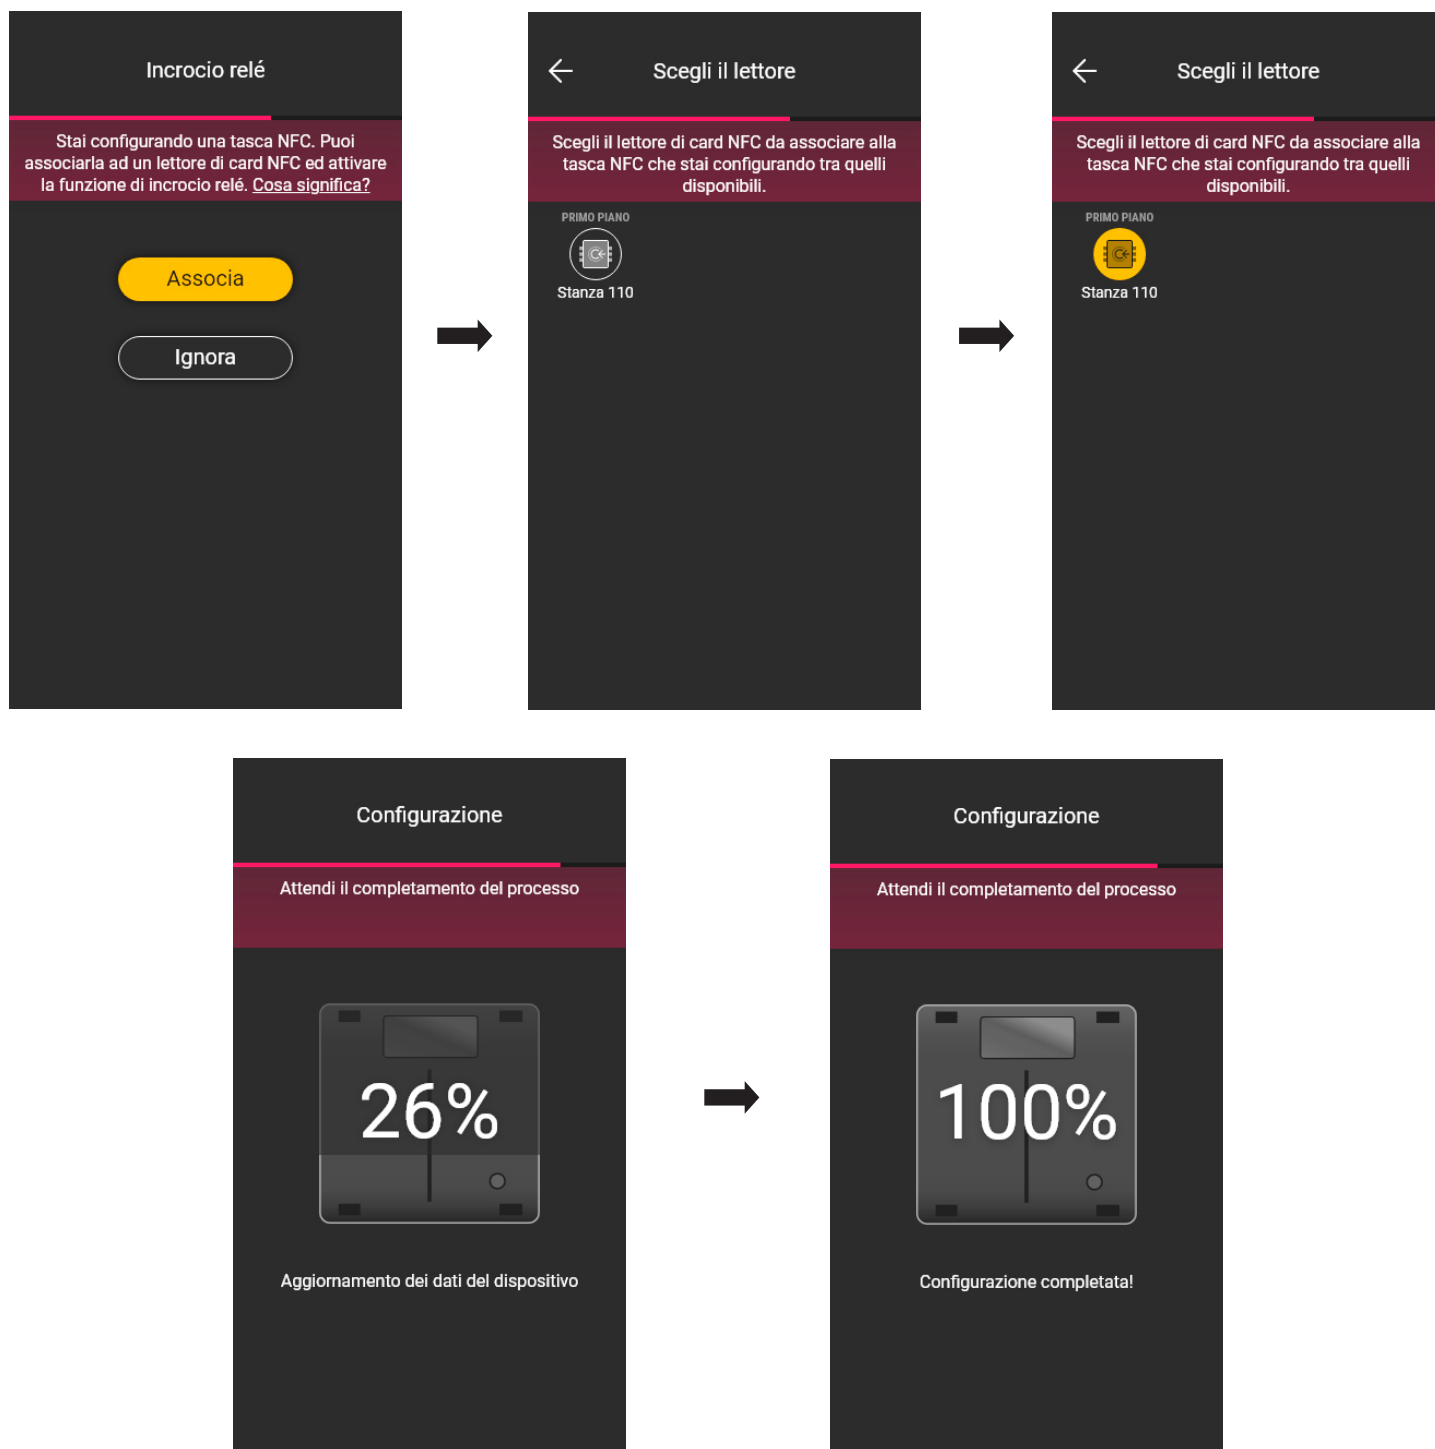 Incrocio relé
Stai configurando una tasca NFC. Puoi
associarla ad un lettore di card NFC ed attivare
la funzione di incrocio relé. Cosa significa?
Associa
Ignora
Scegli il lettore
Scegli il lettore di card NFC da associare alla
tasca NFC che stai configurando tra quelli
disponibili.
PRIMO PIANO
Stanza 110
Scegli il lettore
Scegli il lettore di card NFC da associare alla
tasca NFC che stai configurando tra quelli
disponibili.
PRIMO PIANO
Stanza 110
Configurazione
Attendi il completamento del processo
26%
Aggiornamento dei dati del dispositivo
Configurazione
Attendi il completamento del processo
100%
Configurazione completata!